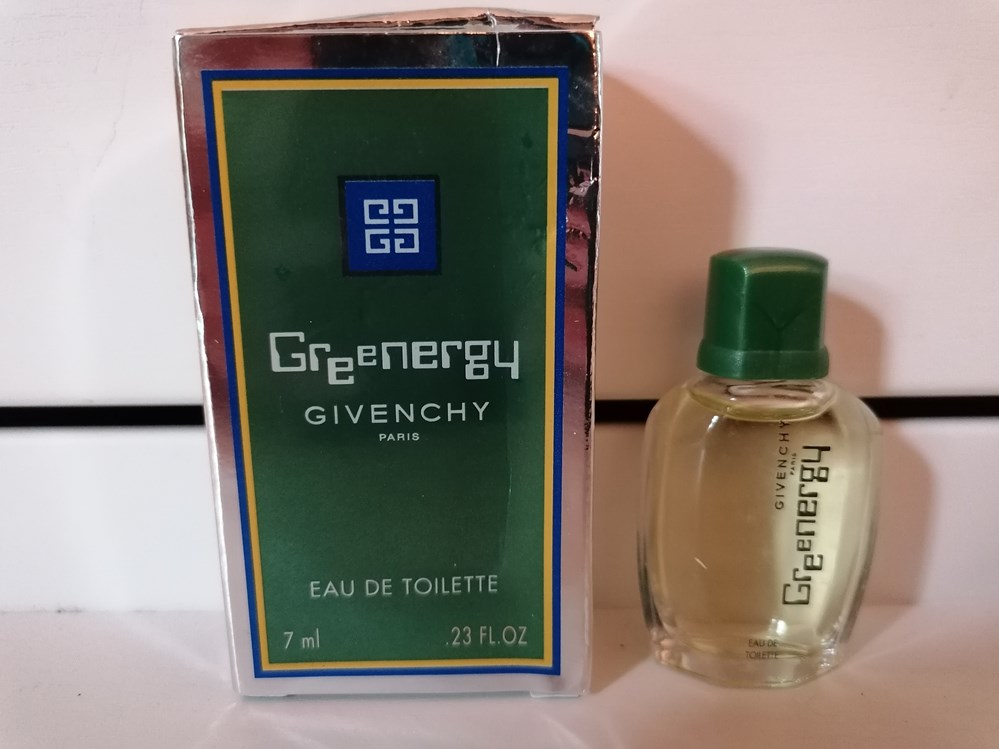 Greenergy
GIVENCHY
PARIS
EAU DE TOILETTE
7 ml .23 FL.OZ
GIVENCHY
PARIS
Greenergy
EAU DE
TOILETTE